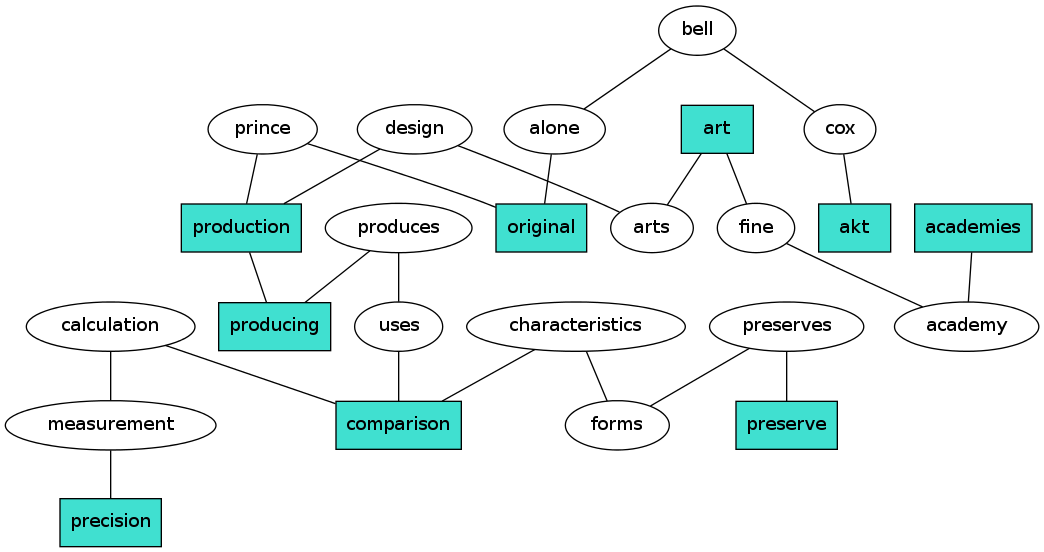 bell
prince
design
alone
art
cox
production
produces
original
arts
fine
akt
academies
calculation
producing
uses
characteristics
preserves
academy
measurement
comparison
forms
preserve
precision